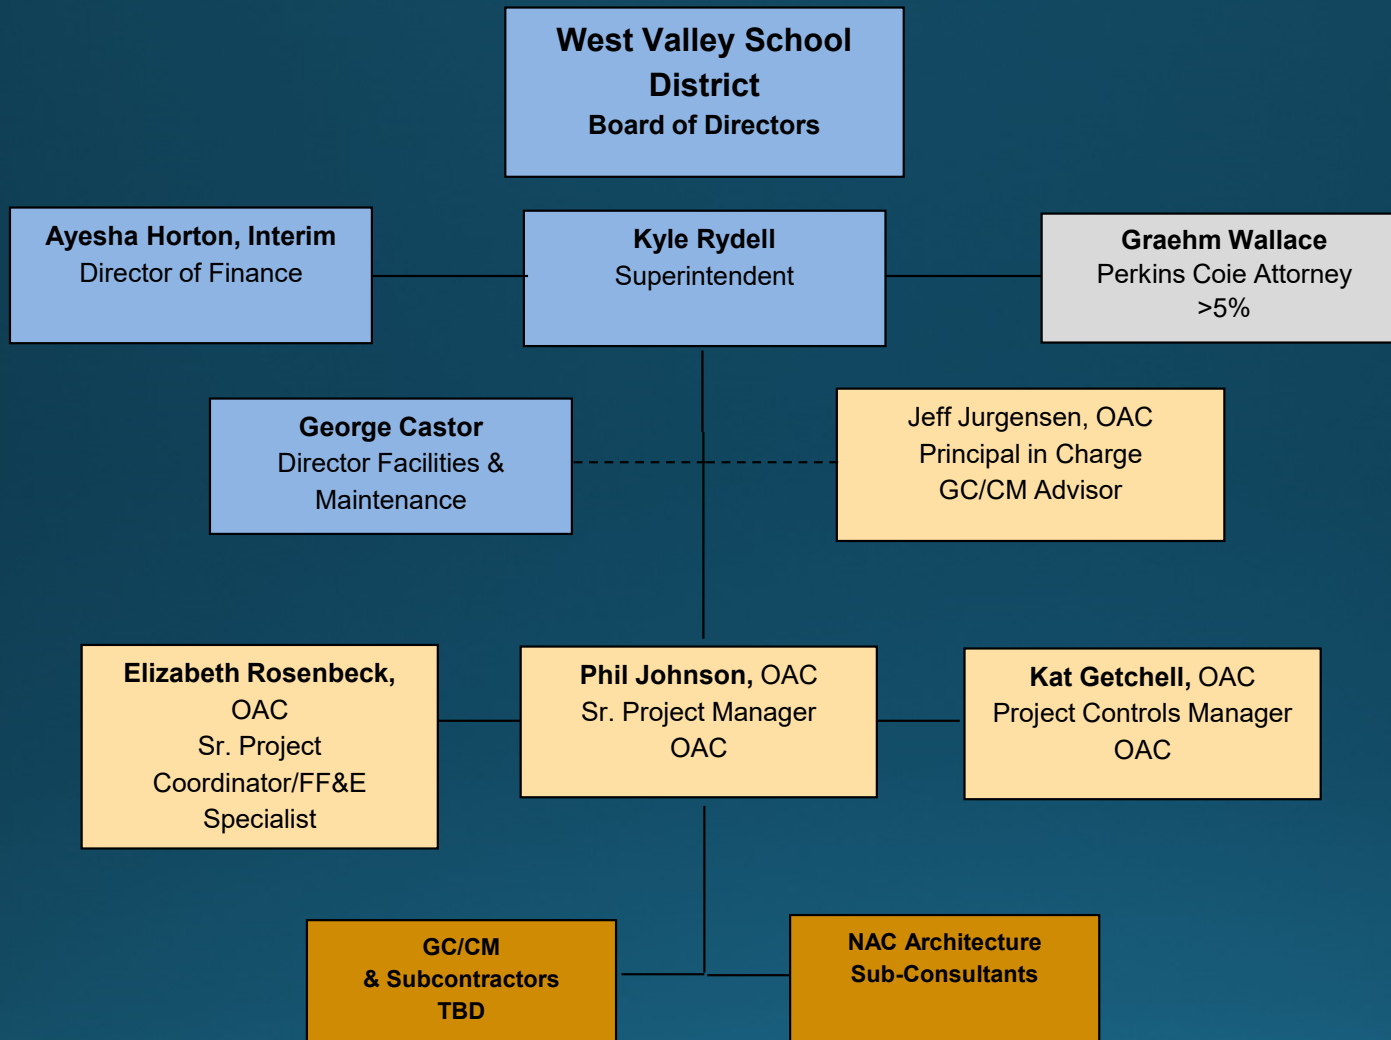 West Valley School
District
Board of Directors
Ayesha Horton, Interim
Director of Finance
Kyle Rydell
Superintendent
Graehm Wallace
Perkins Coie Attorney
>5%
George Castor
Director Facilities &
Maintenance
Jeff Jurgensen, OAC
Principal in Charge
GC/CM Advisor
Elizabeth Rosenbeck,
OAC
Sr. Project
Coordinator/FF&E
Specialist
Phil Johnson, OAC
Sr. Project Manager
OAC
Kat Getchell, OAC
Project Controls Manager
OAC
GC/CM
& Subcontractors
TBD
NAC Architecture
Sub-Consultants